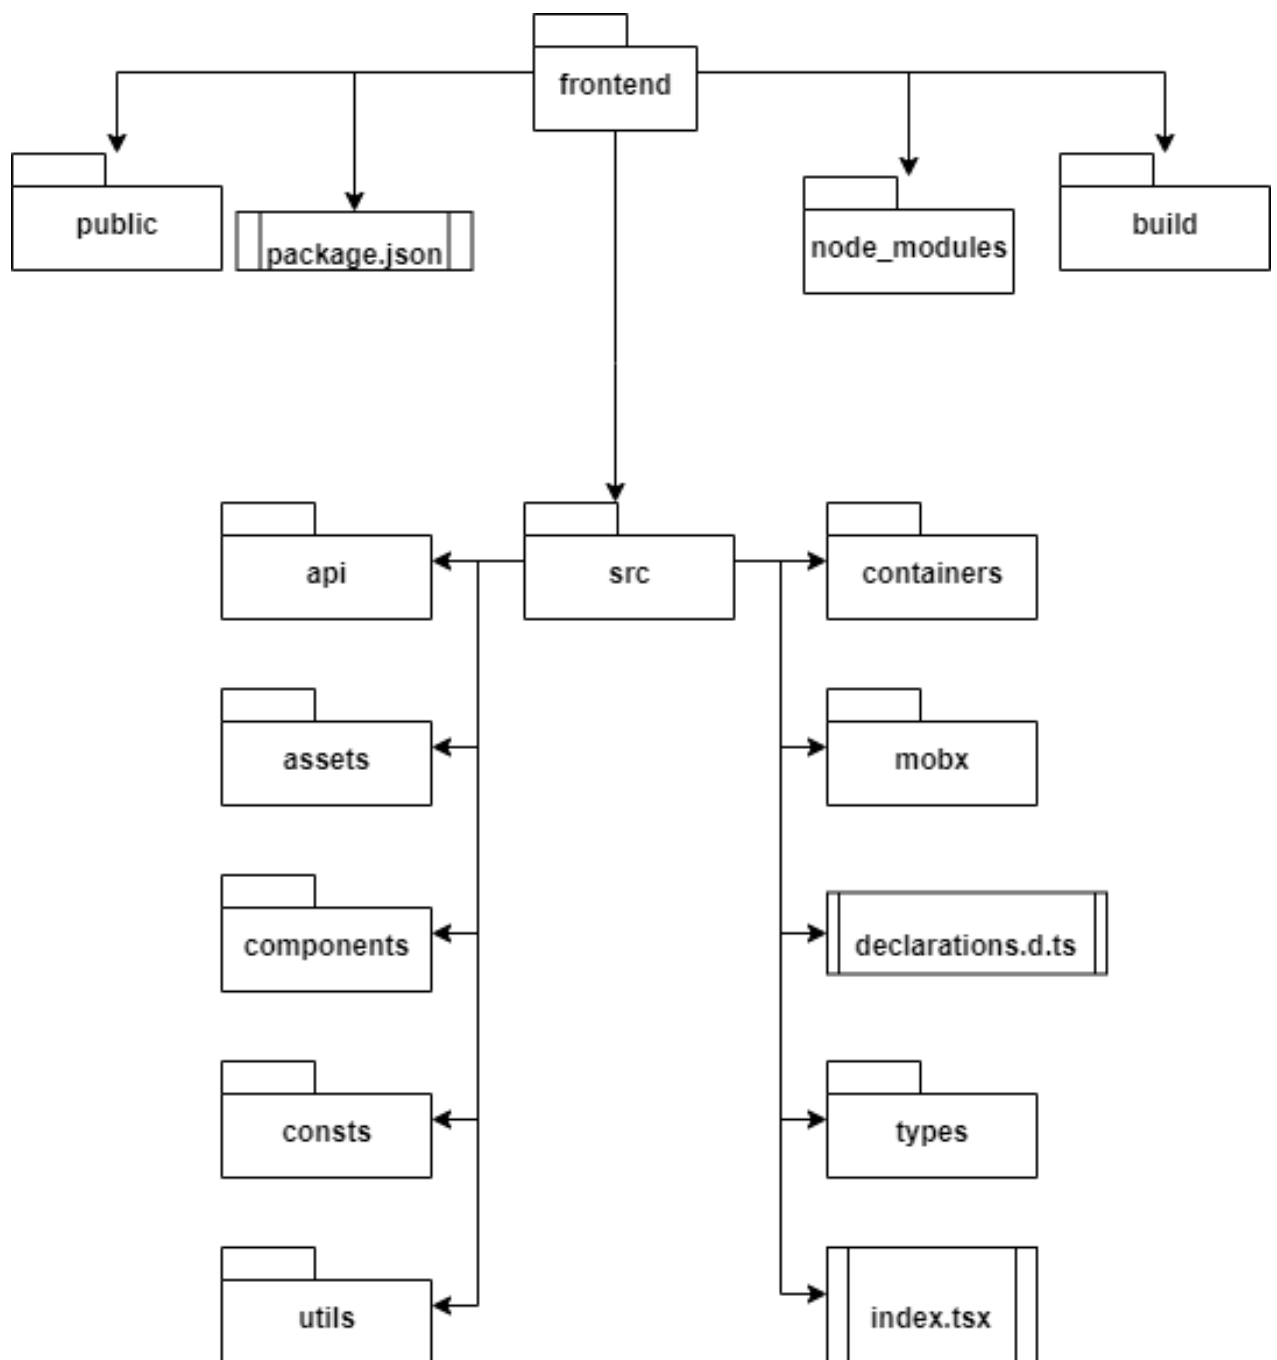 frontend
public
package.json
node_modules
build
api
src
containers
assets
mobx
components
declarations.d.ts
consts
types
utils
index.tsx